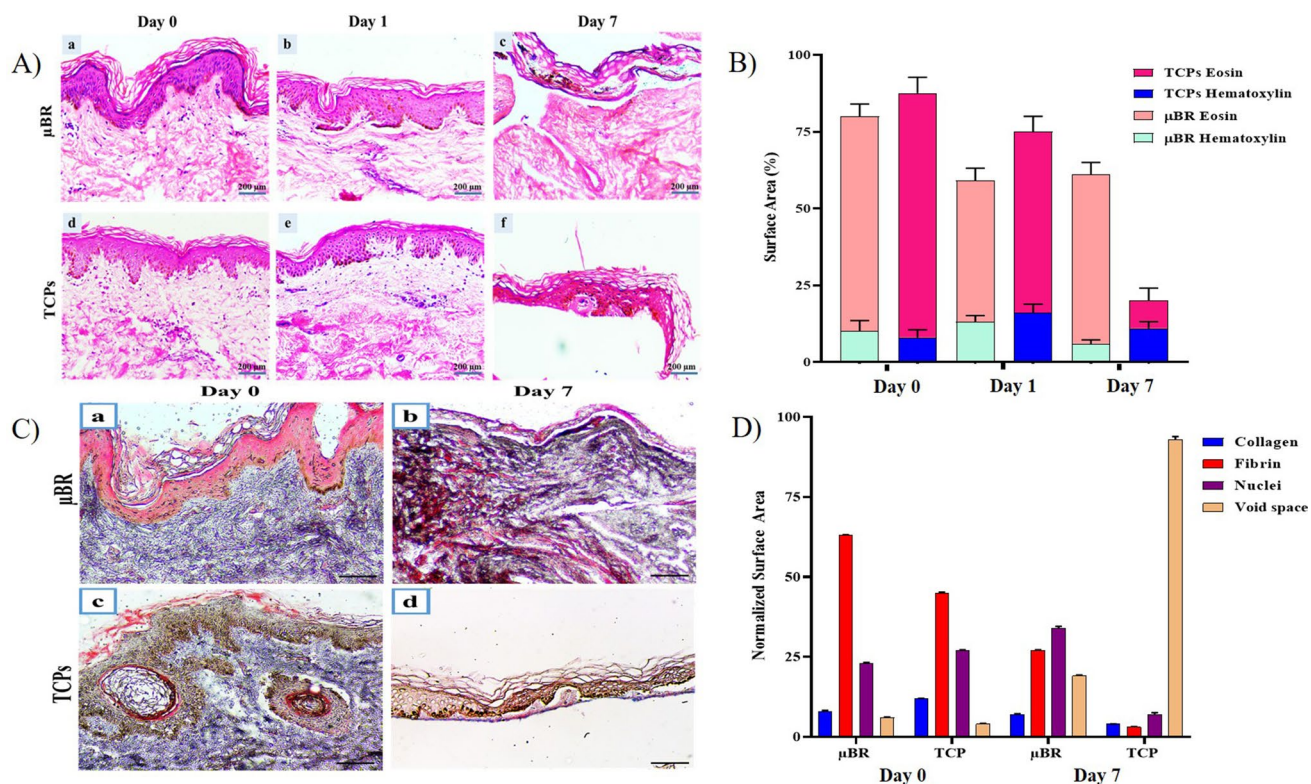 Day 0 Day 1 Day 7
A)
µBR
a
200 µm
b
200 µm
c
200 µm
TCPs
d
200 µm
e
200 µm
f
200 µm
B)
Surface Area (%)
100
75
50
25
0
TCPs Eosin
TCPs Hematoxylin
µBR Eosin
µBR Hematoxylin
Day 0 Day 1 Day 7
Day 0 Day 7
C)
µBR
a
b
TCPs
c
d
D)
Normalized Surface Area
100
75
50
25
0
Collagen
Fibrin
Nuclei
Void space
µBR TCP µBR TCP
Day 0 Day 7